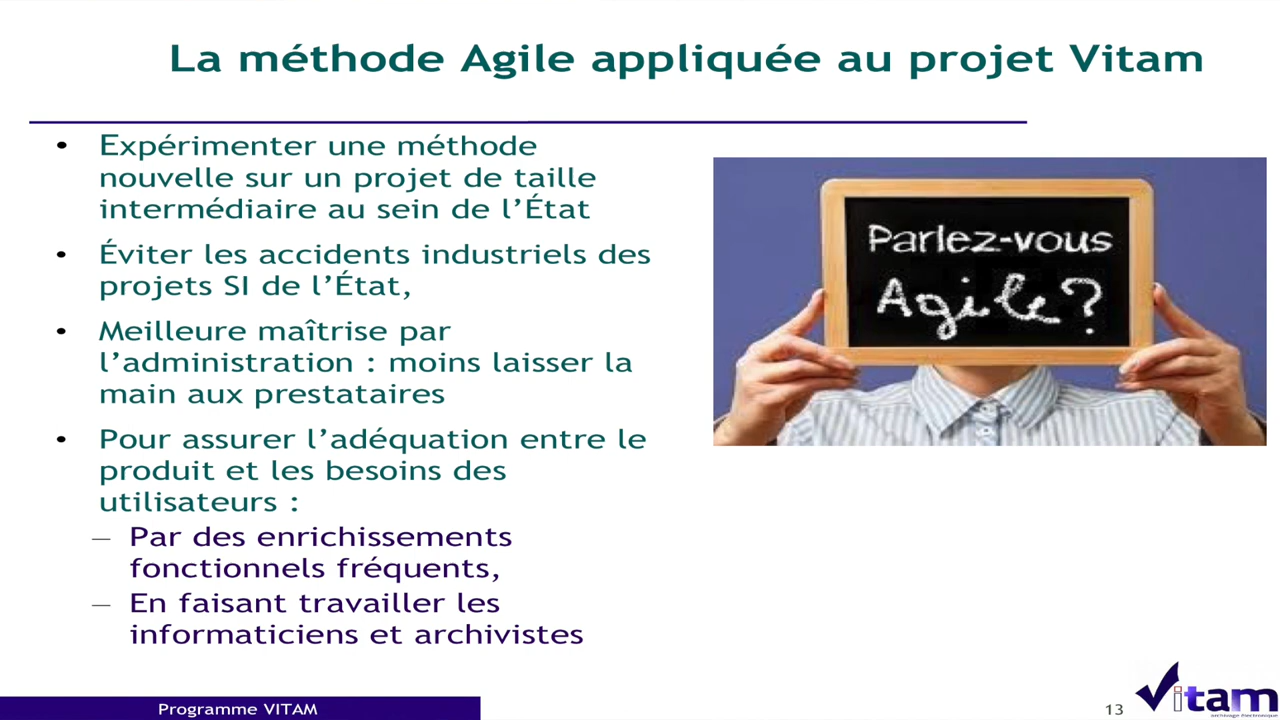 La méthode Agile appliquée au projet Vitam
• Expérimenter une méthode
nouvelle sur un projet de taille
intermédiaire au sein de l’État
• Éviter les accidents industriels des
projets SI de l’État,
• Meilleure maîtrise par
l’administration : moins laisser la
main aux prestataires
• Pour assurer l’adéquation entre le
produit et les besoins des
utilisateurs :
– Par des enrichissements
fonctionnels fréquents,
– En faisant travailler les
informaticiens et archivistes
Parlez-vous
Agile?
Programme VITAM
13
Vitam
archivage électronique